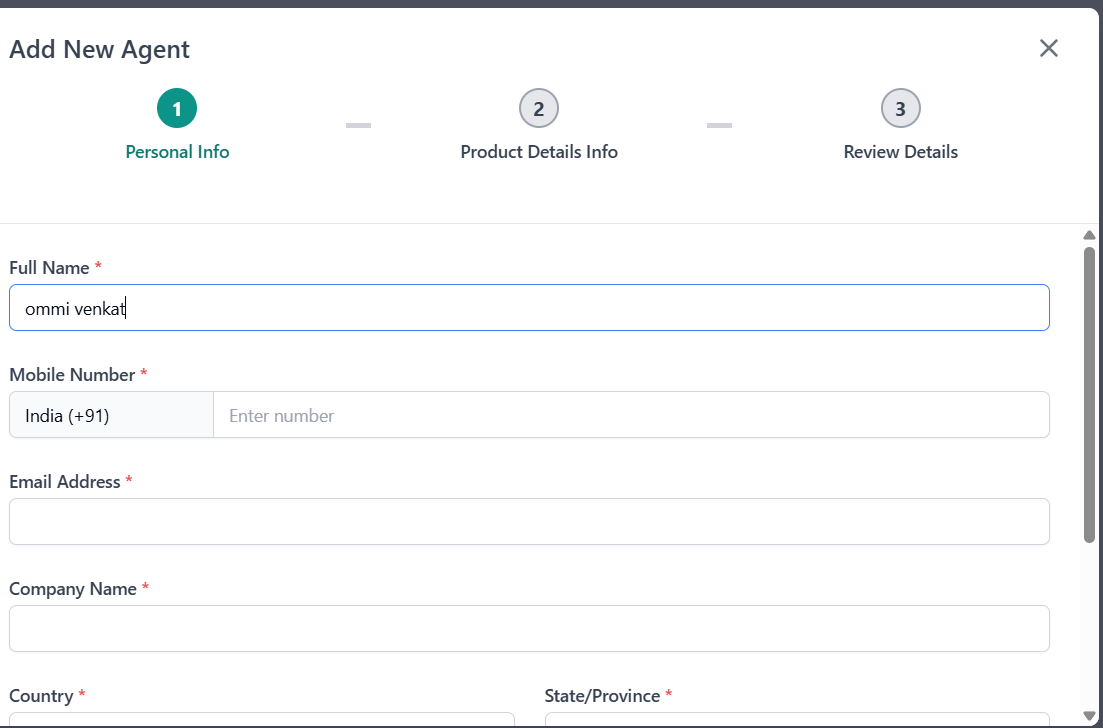 Add New Agent
1 2 3
Personal Info Product Details Info Review Details
Full Name *
ommi venkat
Mobile Number *
India (+91) Enter number
Email Address *
Company Name *
Country * State/Province *